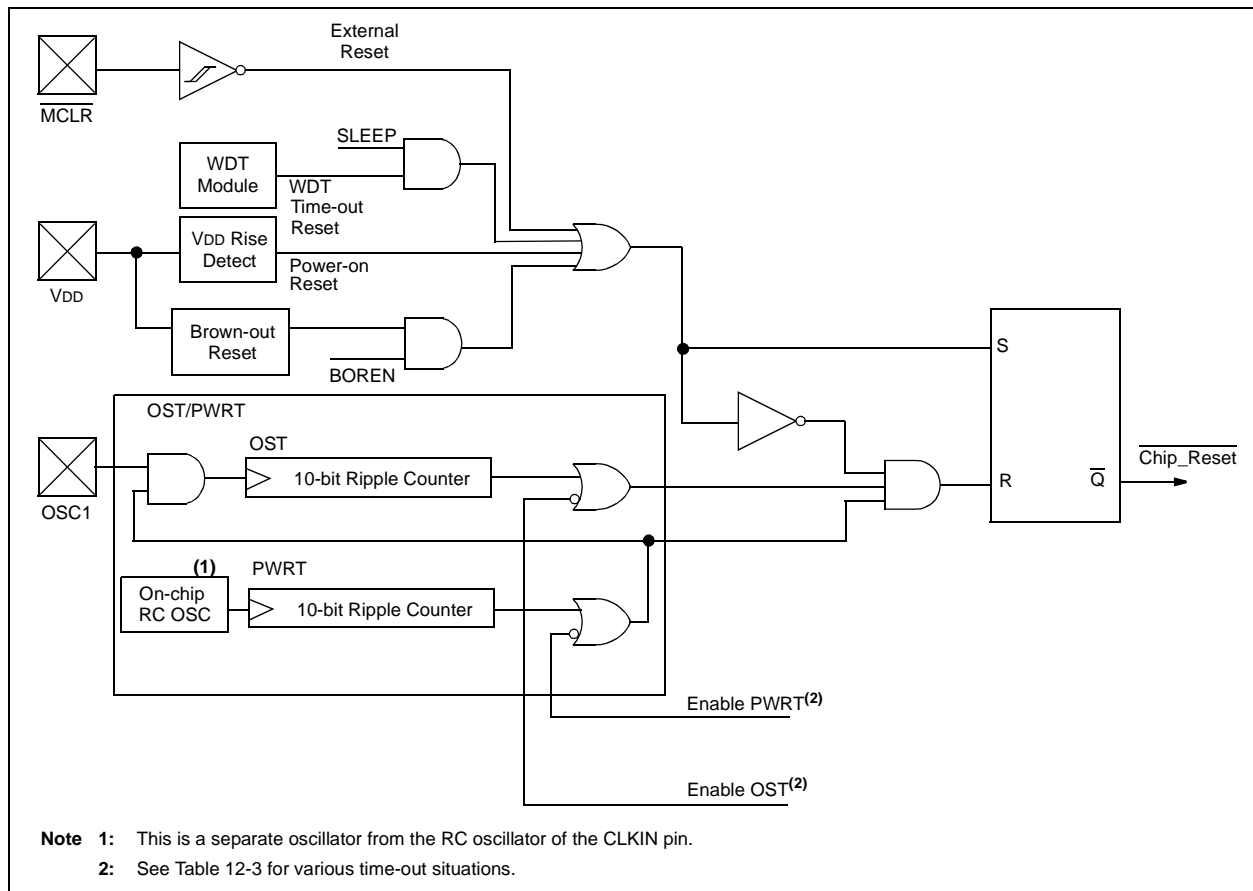 External
Reset
MCLR
SLEEP
WDT
Module
WDT
Time-out
Reset
VDD Rise
Detect
Power-on
Reset
VDD
Brown-out
Reset
BOREN
OST/PWRT
S
OST
10-bit Ripple Counter
OSC1
R
Q
Chip_Reset
(1)
PWRT
On-chip
RC OSC
10-bit Ripple Counter
Enable PWRT(2)
Enable OST(2)
Note 1: This is a separate oscillator from the RC oscillator of the CLKIN pin.
2: See Table 12-3 for various time-out situations.